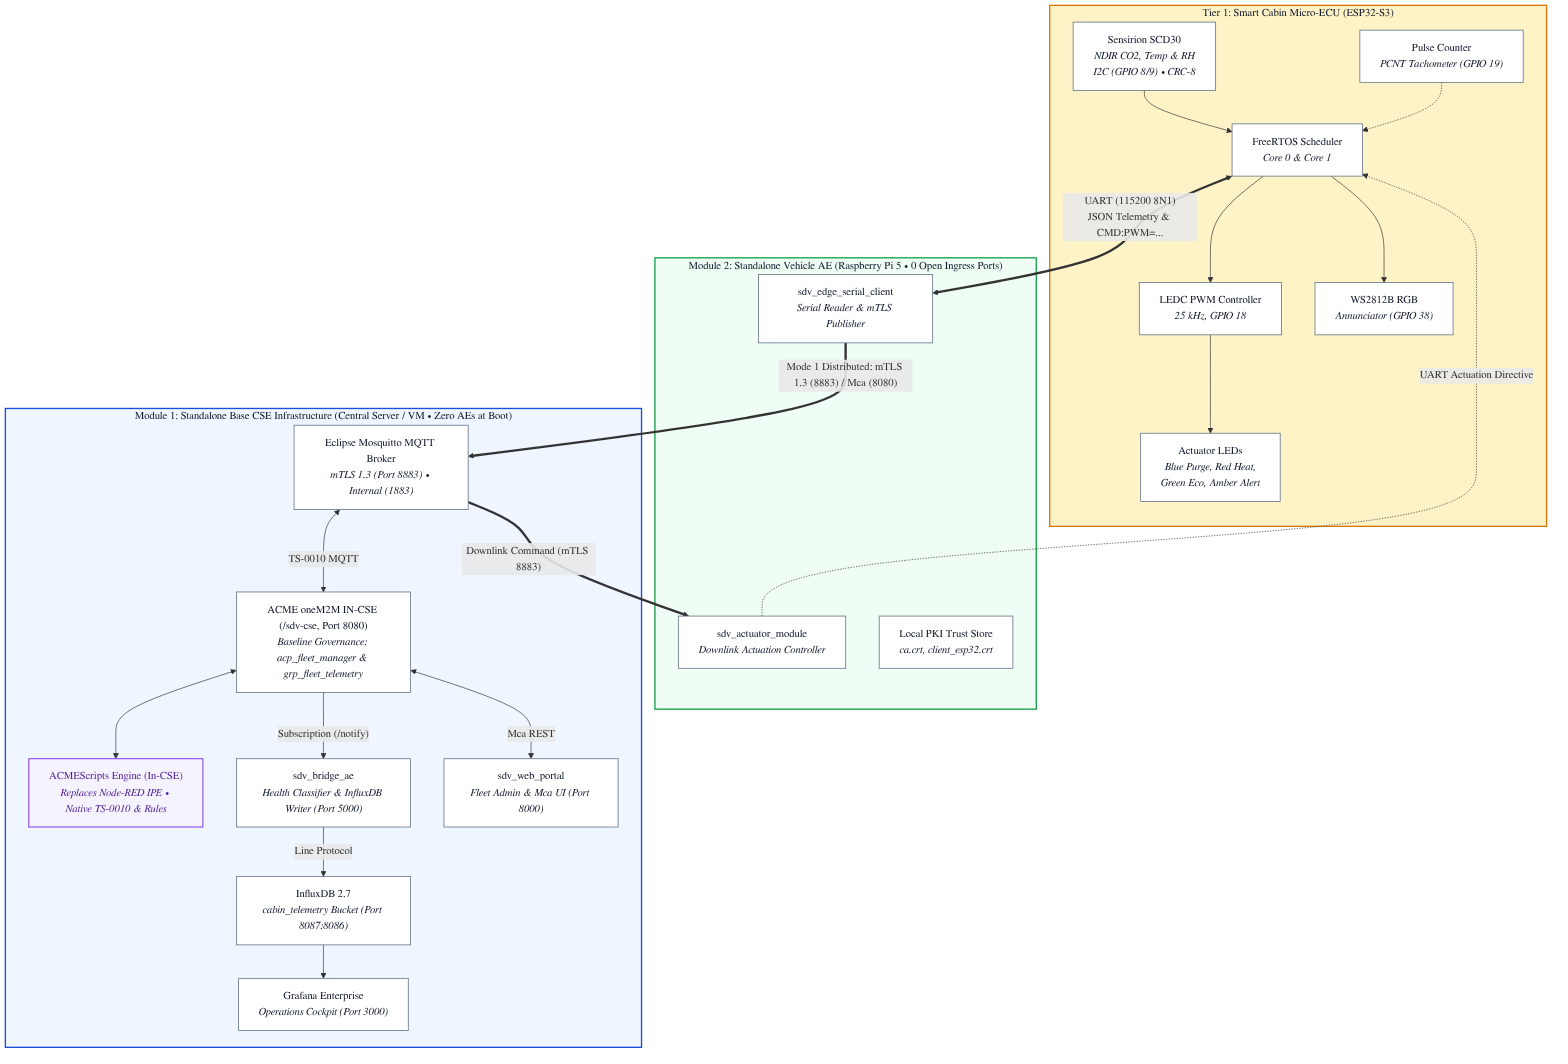 Tier 1: Smart Cabin Micro-ECU (ESP32-S3)
Sensirion SCD30
NDIR CO2, Temp & RH
I2C (GPIO 8/9) • CRC-8
Pulse Counter
PCNT Tachometer (GPIO 19)
FreeRTOS Scheduler
Core 0 & Core 1
UART (115200 8N1)
JSON Telemetry &
CMD:PWM=...
LEDC PWM Controller
25 kHz, GPIO 18
WS2812B RGB
Annunciator (GPIO 38)
UART Actuation Directive
Actuator LEDs
Blue Purge, Red Heat,
Green Eco, Amber Alert
Module 2: Standalone Vehicle AE (Raspberry Pi 5 • 0 Open Ingress Ports)
sdv_edge_serial_client
Serial Reader & mTLS
Publisher
Mode 1 Distributed: mTLS
1.3 (8883) / Mca (8080)
sdv_actuator_module
Downlink Actuation Controller
Local PKI Trust Store
ca.crt, client_esp32.crt
Module 1: Standalone Base CSE Infrastructure (Central Server / VM • Zero AEs at Boot)
Eclipse Mosquitto MQTT
Broker
mTLS 1.3 (Port 8883) •
Internal (1883)
TS-0010 MQTT
Downlink Command (mTLS
8883)
ACME oneM2M IN-CSE
(/sdv-cse, Port 8080)
Baseline Governance:
acp_fleet_manager &
grp_fleet_telemetry
Subscription (/notify)
Mca REST
ACMEScripts Engine (In-CSE)
Replaces Node-RED IPE •
Native TS-0010 & Rules
sdv_bridge_ae
Health Classifier & InfluxDB
Writer (Port 5000)
sdv_web_portal
Fleet Admin & Mca UI (Port
8000)
Line Protocol
InfluxDB 2.7
cabin_telemetry Bucket (Port
8087:8086)
Grafana Enterprise
Operations Cockpit (Port 3000)